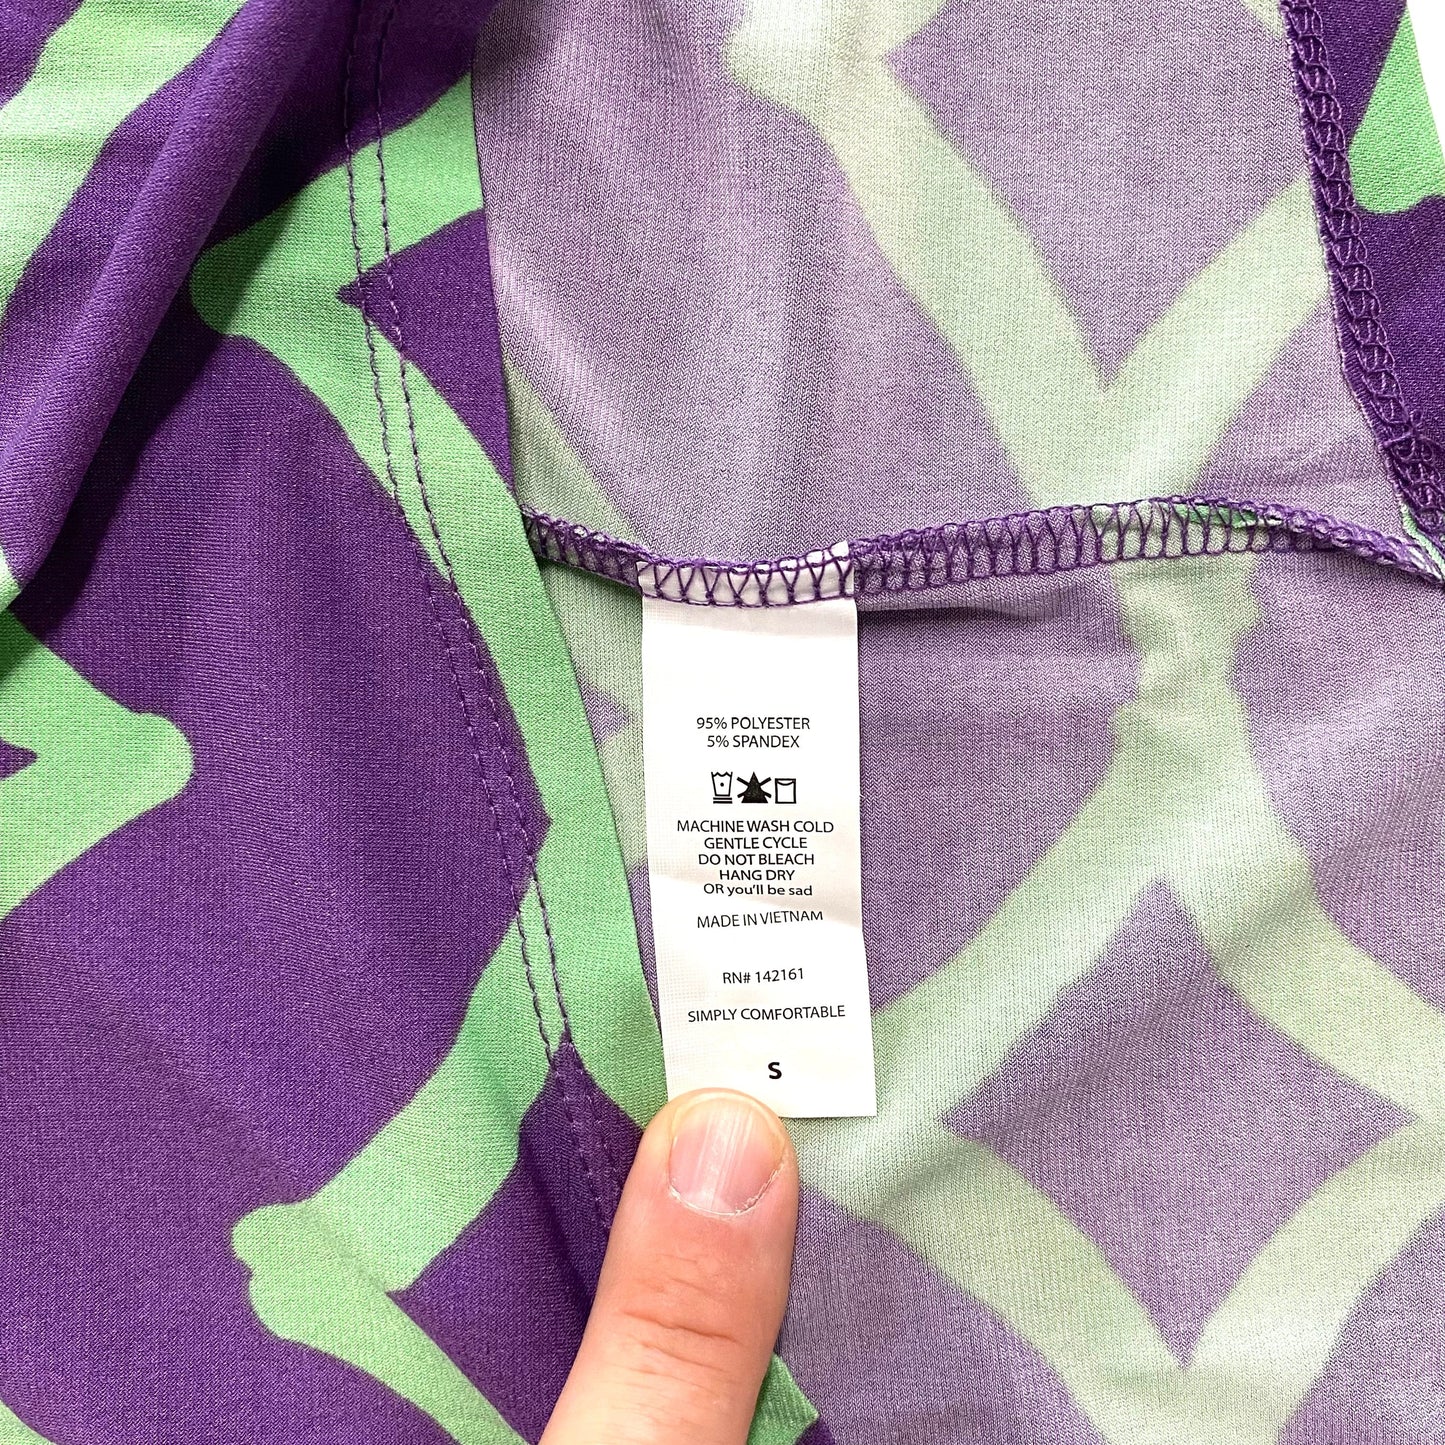 95% POLYESTER
5% SPANDEX
MACHINE WASH COLD
GENTLE CYCLE
DO NOT BLEACH
HANG DRY
OR you'll be sad
MADE IN VIETNAM
RN# 142161
SIMPLY COMFORTABLE
S